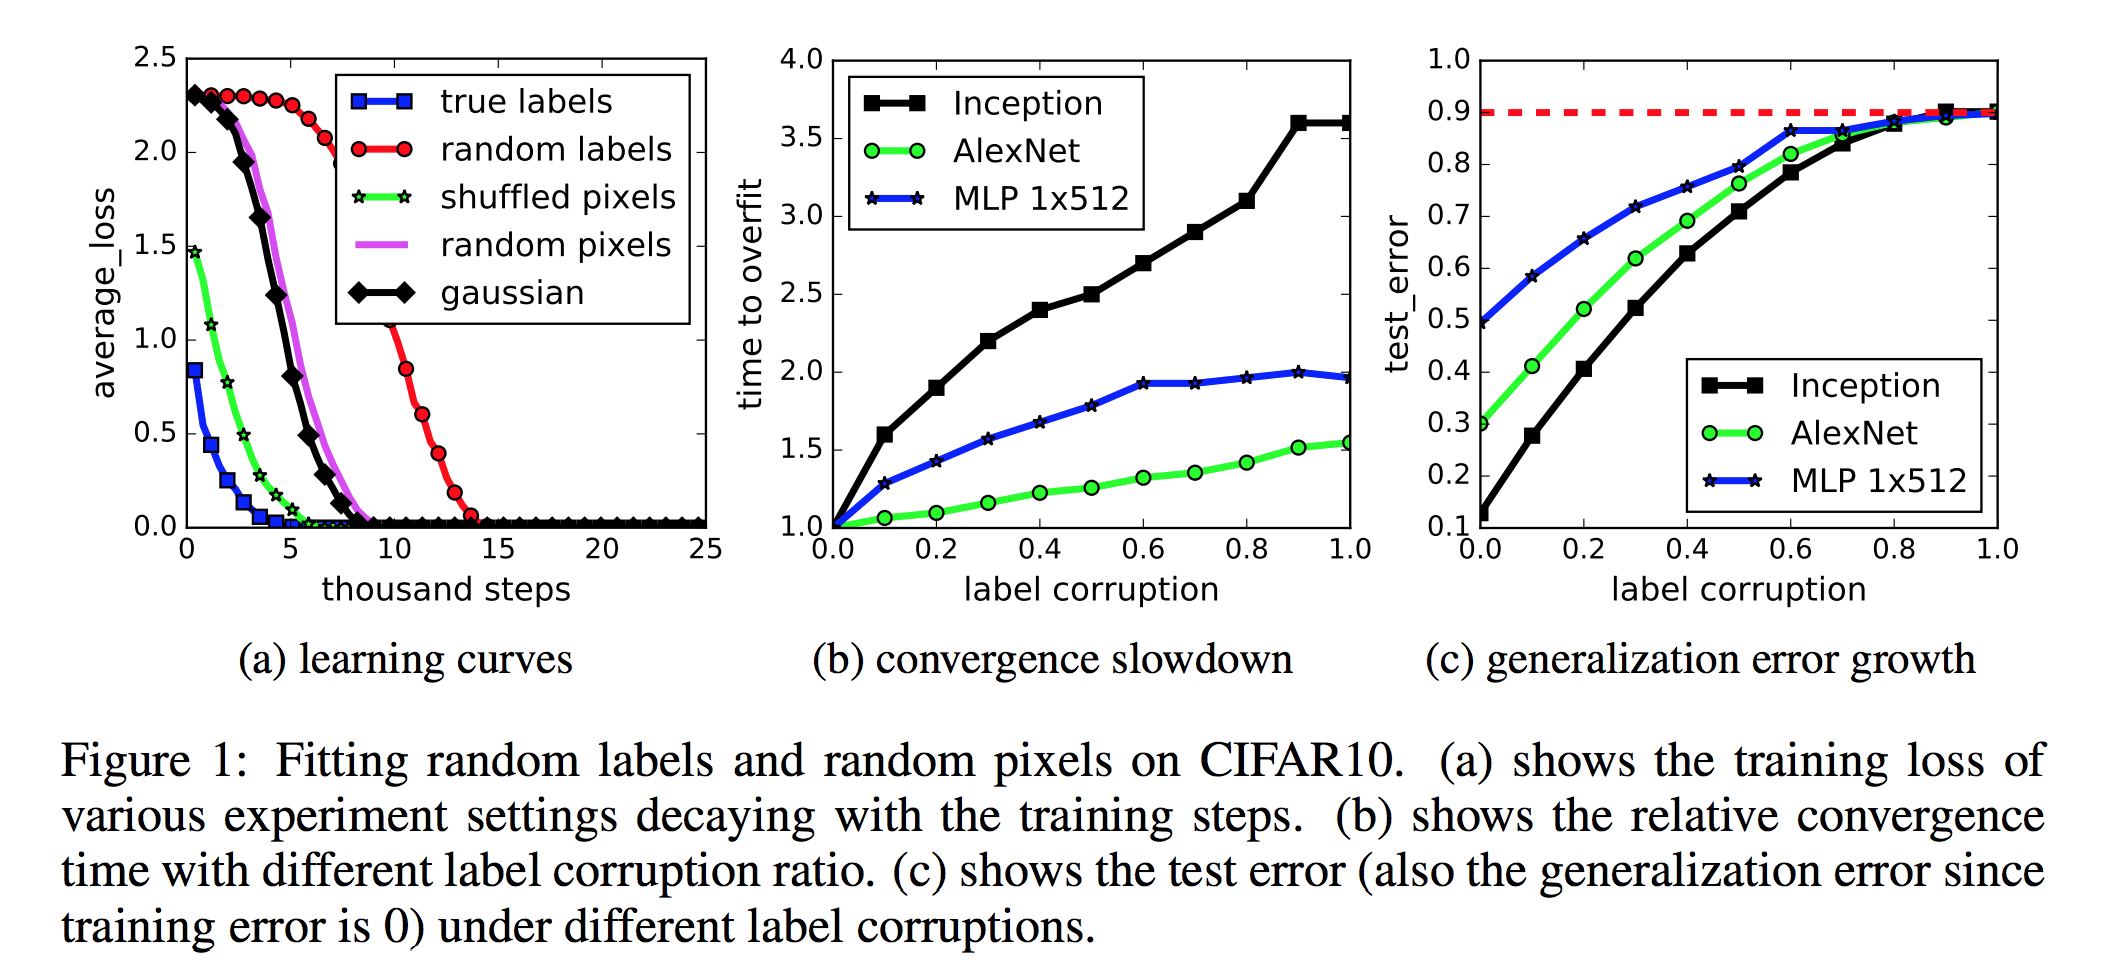 2.5
2.0
1.5
1.0
0.5
0.0
0 5 10 15 20 25
average_loss
thousand steps
true labels
random labels
shuffled pixels
random pixels
gaussian
(a) learning curves
4.0
3.5
3.0
2.5
2.0
1.5
1.0
0.0 0.2 0.4 0.6 0.8 1.0
time to overfit
label corruption
Inception
AlexNet
MLP 1x512
(b) convergence slowdown
1.0
0.9
0.8
0.7
0.6
0.5
0.4
0.3
0.2
0.1
0.0 0.2 0.4 0.6 0.8 1.0
test_error
label corruption
Inception
AlexNet
MLP 1x512
(c) generalization error growth
Figure 1: Fitting random labels and random pixels on CIFAR10. (a) shows the training loss of
various experiment settings decaying with the training steps. (b) shows the relative convergence
time with different label corruption ratio. (c) shows the test error (also the generalization error since
training error is 0) under different label corruptions.